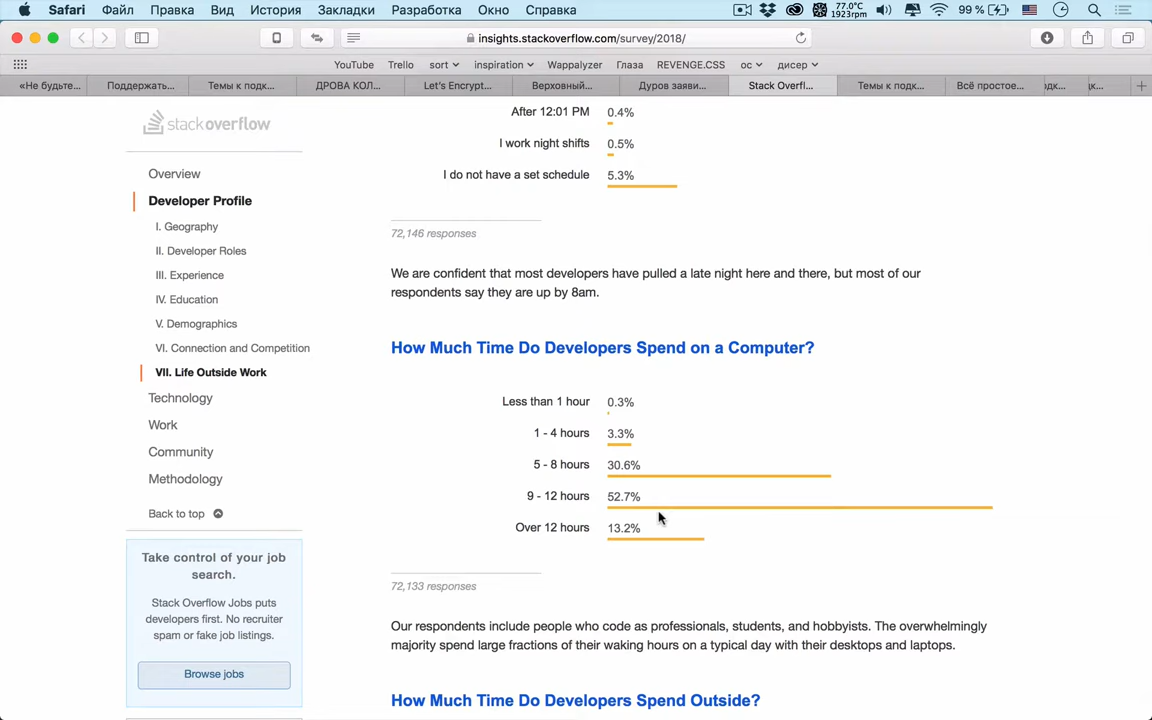 Safari Файл Правка Вид История Закладки Разработка Окно Справка 77.0°C 1923rpm 99 %
insights.stackoverflow.com/survey/2018/
YouTube Trello sort inspiration Wappalyzer Глаза REVENGE.CSS ос дисер
«Не будьте... Поддержать... Темы к подк... ДРОВА КОЛ... Let's Encrypt... Верховный... Дуров заяви... Stack Overfl... Темы к подк... Всё простое...
stackoverflow
Overview
Developer Profile
I. Geography
II. Developer Roles
III. Experience
IV. Education
V. Demographics
VI. Connection and Competition
VII. Life Outside Work
Technology
Work
Community
Methodology
Back to top
Take control of your job
search.
Stack Overflow Jobs puts
developers first. No recruiter
spam or fake job listings.
Browse jobs
After 12:01 PM 0.4%
I work night shifts 0.5%
I do not have a set schedule 5.3%
72,146 responses
We are confident that most developers have pulled a late night here and there, but most of our
respondents say they are up by 8am.
How Much Time Do Developers Spend on a Computer?
Less than 1 hour 0.3%
1 - 4 hours 3.3%
5 - 8 hours 30.6%
9 - 12 hours 52.7%
Over 12 hours 13.2%
72,133 responses
Our respondents include people who code as professionals, students, and hobbyists. The overwhelmingly
majority spend large fractions of their waking hours on a typical day with their desktops and laptops.
How Much Time Do Developers Spend Outside?